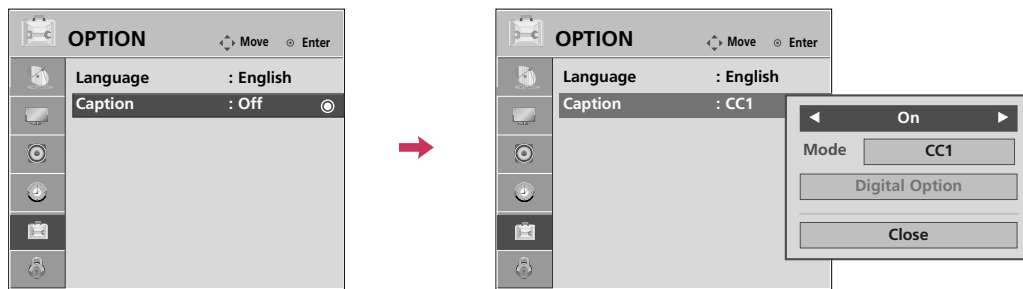 OPTION Move Enter
Language : English
Caption : Off
OPTION Move Enter
Language : English
Caption : CC1
On
Mode CC1
Digital Option
Close